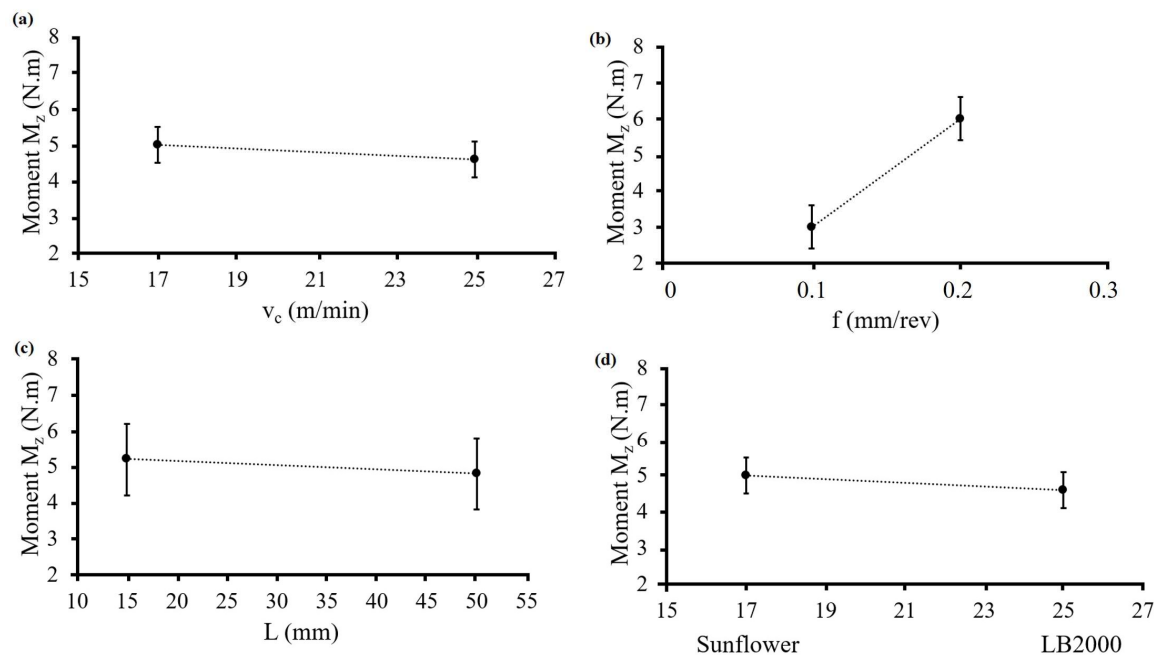 (a)
Moment M_z (N.m)
8
7
6
5
4
3
2
15 17 19 21 23 25 27
v_c (m/min)
(b)
Moment M_z (N.m)
8
7
6
5
4
3
2
0 0.1 0.2 0.3
f (mm/rev)
(c)
Moment M_z (N.m)
8
7
6
5
4
3
2
10 15 20 25 30 35 40 45 50 55
L (mm)
(d)
Moment M_z (N.m)
8
7
6
5
4
3
2
15 17 19 21 23 25 27
Sunflower LB2000